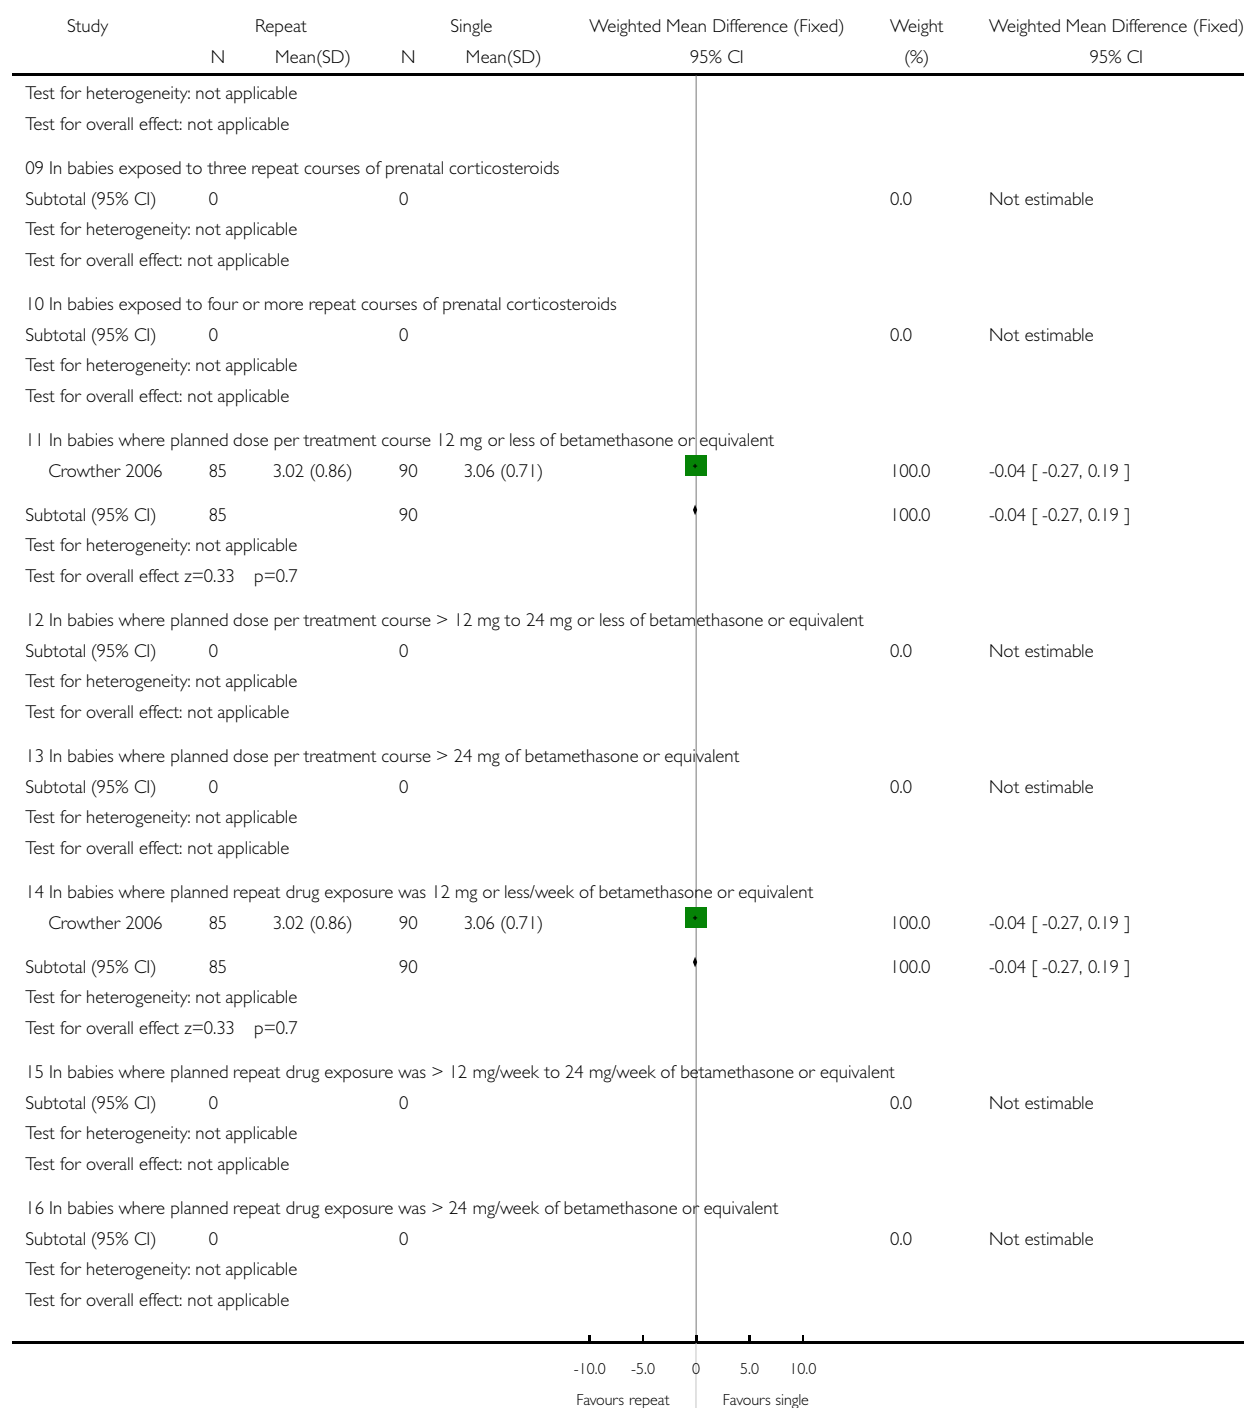 Study Repeat Single Weighted Mean Difference (Fixed) Weight Weighted Mean Difference (Fixed)
N Mean(SD) N Mean(SD) 95% CI (%) 95% CI
Test for heterogeneity: not applicable
Test for overall effect: not applicable
09 In babies exposed to three repeat courses of prenatal corticosteroids
Subtotal (95% CI) 0 0 0.0 Not estimable
Test for heterogeneity: not applicable
Test for overall effect: not applicable
10 In babies exposed to four or more repeat courses of prenatal corticosteroids
Subtotal (95% CI) 0 0 0.0 Not estimable
Test for heterogeneity: not applicable
Test for overall effect: not applicable
11 In babies where planned dose per treatment course 12 mg or less of betamethasone or equivalent
Crowther 2006 85 3.02 (0.86) 90 3.06 (0.71) 100.0 -0.04 [ -0.27, 0.19 ]
Subtotal (95% CI) 85 90 100.0 -0.04 [ -0.27, 0.19 ]
Test for heterogeneity: not applicable
Test for overall effect z=0.33 p=0.7
12 In babies where planned dose per treatment course > 12 mg to 24 mg or less of betamethasone or equivalent
Subtotal (95% CI) 0 0 0.0 Not estimable
Test for heterogeneity: not applicable
Test for overall effect: not applicable
13 In babies where planned dose per treatment course > 24 mg of betamethasone or equivalent
Subtotal (95% CI) 0 0 0.0 Not estimable
Test for heterogeneity: not applicable
Test for overall effect: not applicable
14 In babies where planned repeat drug exposure was 12 mg or less/week of betamethasone or equivalent
Crowther 2006 85 3.02 (0.86) 90 3.06 (0.71) 100.0 -0.04 [ -0.27, 0.19 ]
Subtotal (95% CI) 85 90 100.0 -0.04 [ -0.27, 0.19 ]
Test for heterogeneity: not applicable
Test for overall effect z=0.33 p=0.7
15 In babies where planned repeat drug exposure was > 12 mg/week to 24 mg/week of betamethasone or equivalent
Subtotal (95% CI) 0 0 0.0 Not estimable
Test for heterogeneity: not applicable
Test for overall effect: not applicable
16 In babies where planned repeat drug exposure was > 24 mg/week of betamethasone or equivalent
Subtotal (95% CI) 0 0 0.0 Not estimable
Test for heterogeneity: not applicable
Test for overall effect: not applicable
-10.0 -5.0 0 5.0 10.0
Favours repeat Favours single